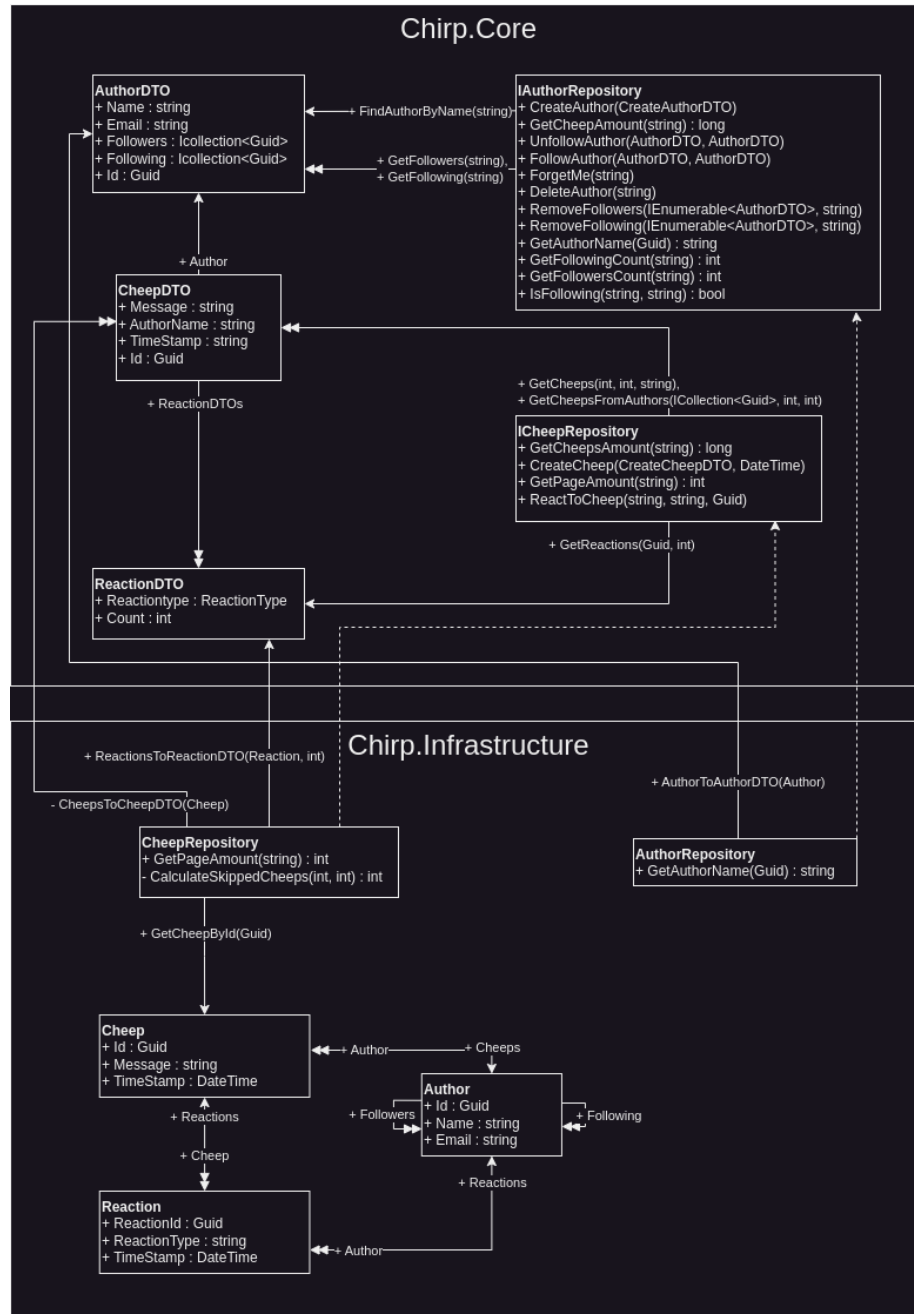 Chirp.Core
AuthorDTO
+ Name : string
+ Email : string
+ Followers : Icollection<Guid>
+ Following : Icollection<Guid>
+ Id : Guid
+ FindAuthorByName(string)
+ GetFollowers(string),
+ GetFollowing(string)
IAuthorRepository
+ CreateAuthor(CreateAuthorDTO)
+ GetCheepAmount(string) : long
+ UnfollowAuthor(AuthorDTO, AuthorDTO)
+ FollowAuthor(AuthorDTO, AuthorDTO)
+ ForgetMe(string)
+ DeleteAuthor(string)
+ RemoveFollowers(IEnumerable<AuthorDTO>, string)
+ RemoveFollowing(IEnumerable<AuthorDTO>, string)
+ GetAuthorName(Guid) : string
+ GetFollowingCount(string) : int
+ GetFollowersCount(string) : int
+ IsFollowing(string, string) : bool
+ Author
CheepDTO
+ Message : string
+ AuthorName : string
+ TimeStamp : string
+ Id : Guid
+ ReactionDTOs
+ GetCheeps(int, int, string),
+ GetCheepsFromAuthors(ICollection<Guid>, int, int)
ICheepRepository
+ GetCheepsAmount(string) : long
+ CreateCheep(CreateCheepDTO, DateTime)
+ GetPageAmount(string) : int
+ ReactToCheep(string, string, Guid)
+ GetReactions(Guid, int)
ReactionDTO
+ Reactiontype : ReactionType
+ Count : int
Chirp.Infrastructure
+ ReactionsToReactionDTO(Reaction, int)
+ AuthorToAuthorDTO(Author)
- CheepsToCheepDTO(Cheep)
CheepRepository
+ GetPageAmount(string) : int
- CalculateSkippedCheeps(int, int) : int
AuthorRepository
+ GetAuthorName(Guid) : string
+ GetCheepById(Guid)
Cheep
+ Id : Guid
+ Message : string
+ TimeStamp : DateTime
+ Author
+ Cheeps
Author
+ Id : Guid
+ Name : string
+ Email : string
+ Followers
+ Following
+ Reactions
+ Cheep
+ Reactions
Reaction
+ ReactionId : Guid
+ ReactionType : string
+ TimeStamp : DateTime
+ Author